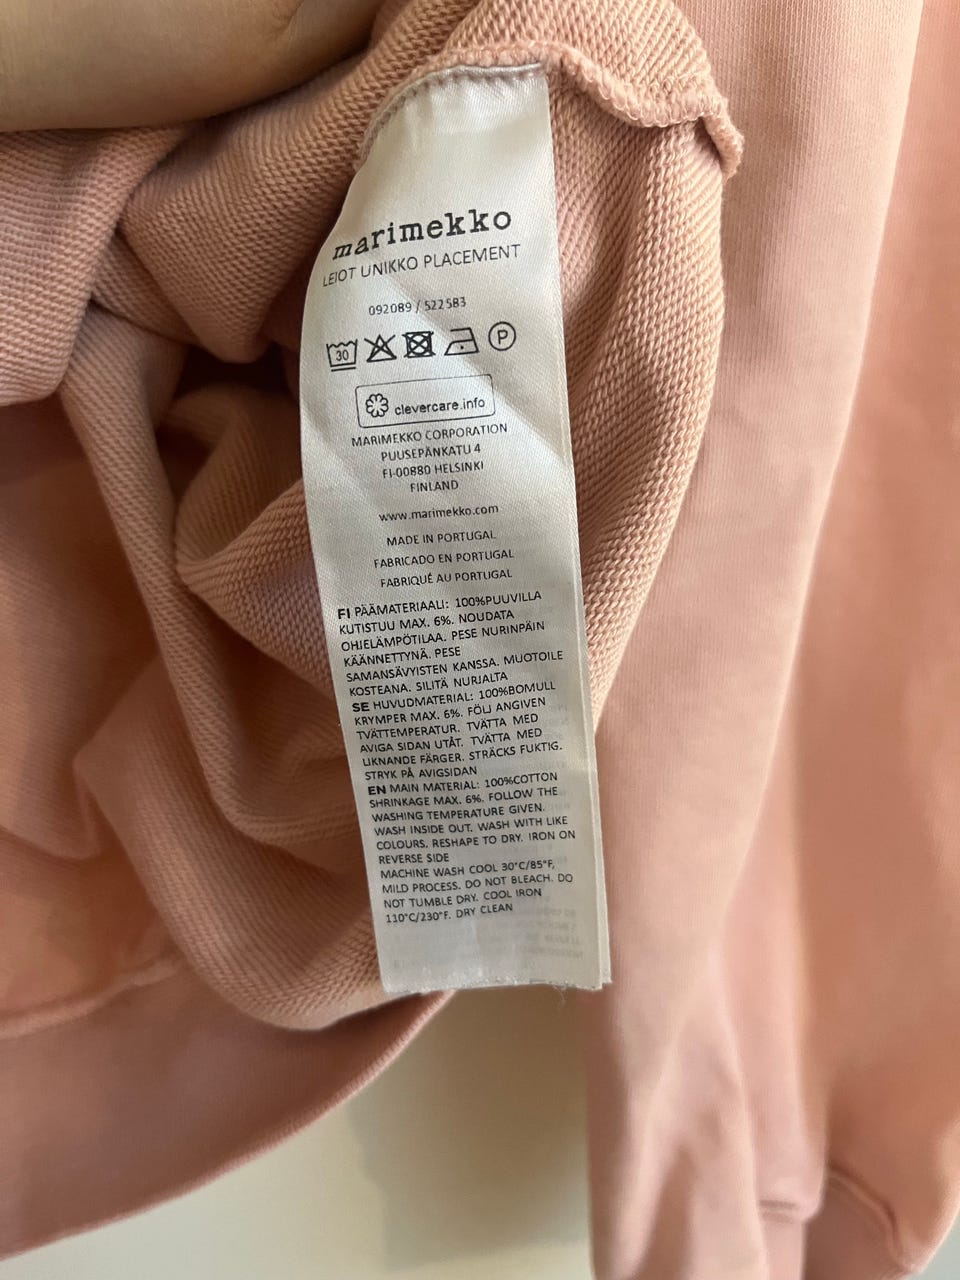 marimekko
LEIOT UNIKKO PLACEMENT
092089 / 522583
30
P
clevercare.info
MARIMEKKO CORPORATION
PUUSEPÄNKATU 4
FI-00880 HELSINKI
FINLAND
www.marimekko.com
MADE IN PORTUGAL
FABRICADO EN PORTUGAL
FABRIQUÉ AU PORTUGAL
FI PÄÄMATERIAALI: 100%PUUVILLA
KUTISTUU MAX. 6%. NOUDATA
OHJELÄMPÖTILAA. PESE NURINPÄIN
KÄÄNNETTYNÄ. PESE
SAMANSÄVYISTEN KANSSA. MUOTOILE
KOSTEANA. SILITÄ NURJALTA
SE HUVUDMATERIAL: 100%BOMULL
KRYMPER MAX. 6%. FÖLJ ANGIVEN
TVÄTTEMPERATUR. TVÄTTA MED
AVIGA SIDAN UTÅT. TVÄTTA MED
LIKNANDE FÄRGER. STRÄCKS FUKTIG.
STRYK PÅ AVIGSIDAN
EN MAIN MATERIAL: 100%COTTON
SHRINKAGE MAX. 6%. FOLLOW THE
WASHING TEMPERATURE GIVEN.
WASH INSIDE OUT. WASH WITH LIKE
COLOURS. RESHAPE TO DRY. IRON ON
REVERSE SIDE
MACHINE WASH COOL 30°C/85°F,
MILD PROCESS. DO NOT BLEACH. DO
NOT TUMBLE DRY. COOL IRON
110°C/230°F. DRY CLEAN